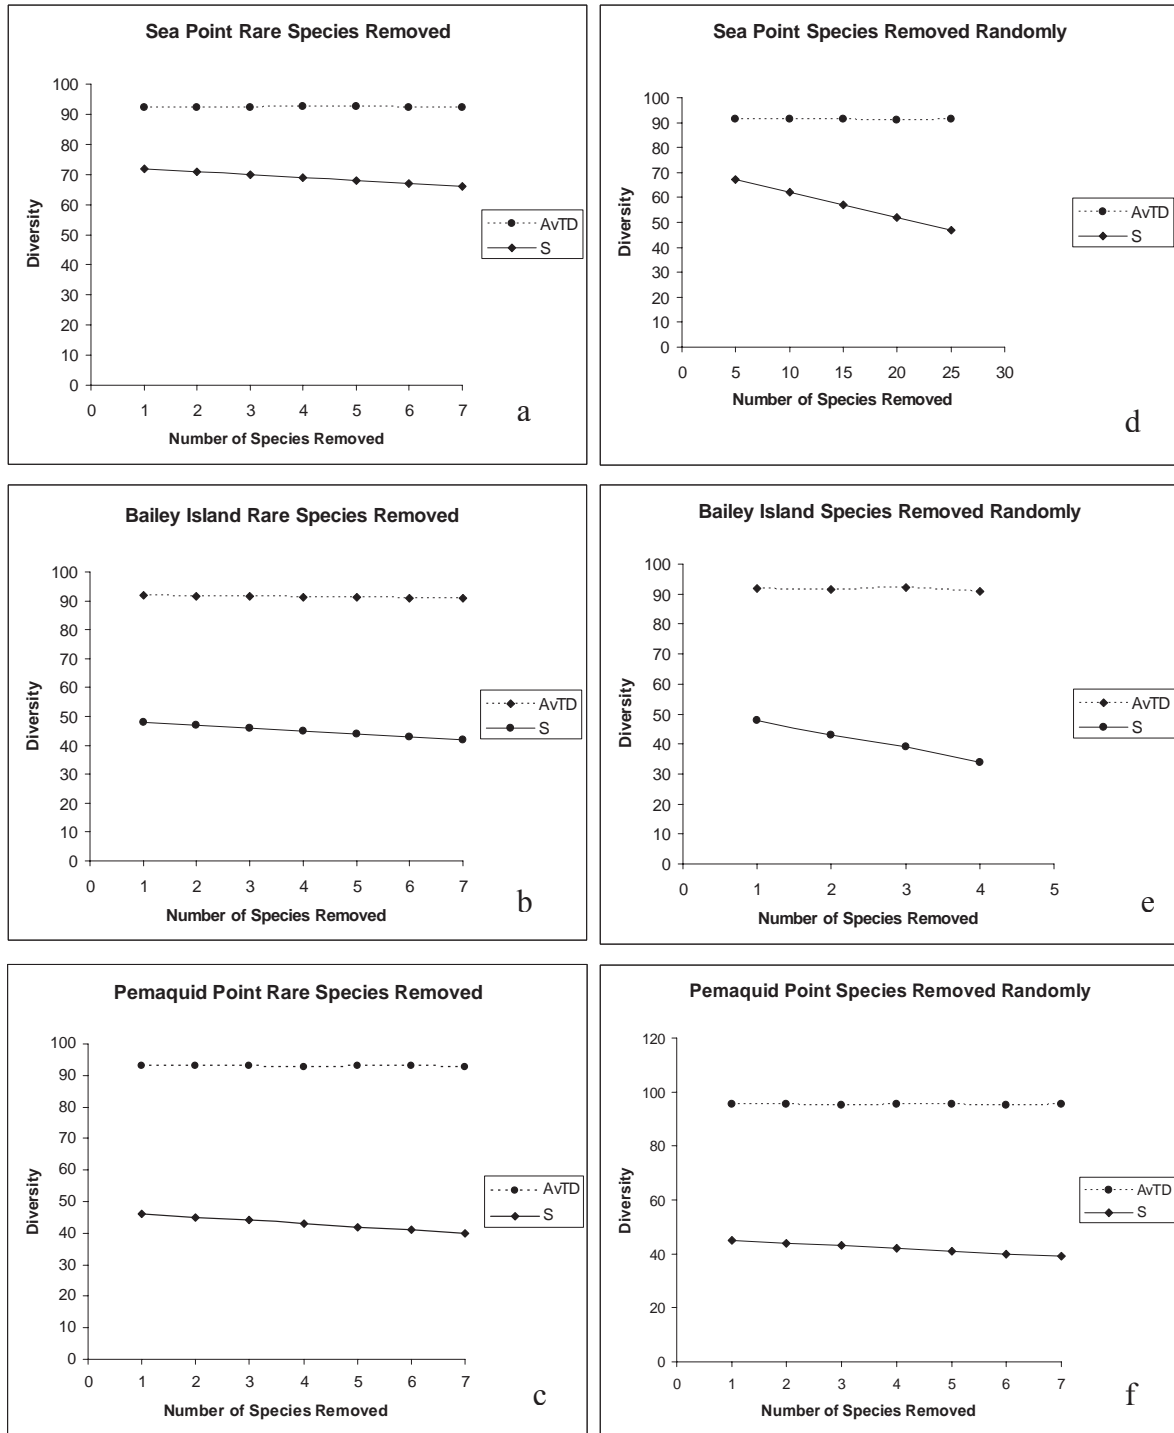 Sea Point Rare Species Removed
100
90
80
70
60
50
40
30
20
10
0
Diversity
0 1 2 3 4 5 6 7
Number of Species Removed
AvTD
S
a
Sea Point Species Removed Randomly
100
90
80
70
60
50
40
30
20
10
0
Diversity
0 5 10 15 20 25 30
Number of Species Removed
AvTD
S
d
Bailey Island Rare Species Removed
100
90
80
70
60
50
40
30
20
10
0
Diversity
0 1 2 3 4 5 6 7
Number of Species Removed
AvTD
S
b
Bailey Island Species Removed Randomly
100
90
80
70
60
50
40
30
20
10
0
Diversity
0 1 2 3 4 5
Number of Species Removed
AvTD
S
e
Pemaquid Point Rare Species Removed
100
90
80
70
60
50
40
30
20
10
0
Diversity
0 1 2 3 4 5 6 7
Number of Species Removed
AvTD
S
c
Pemaquid Point Species Removed Randomly
120
100
80
60
40
20
0
Diversity
0 1 2 3 4 5 6 7
Number of Species Removed
AvTD
S
f